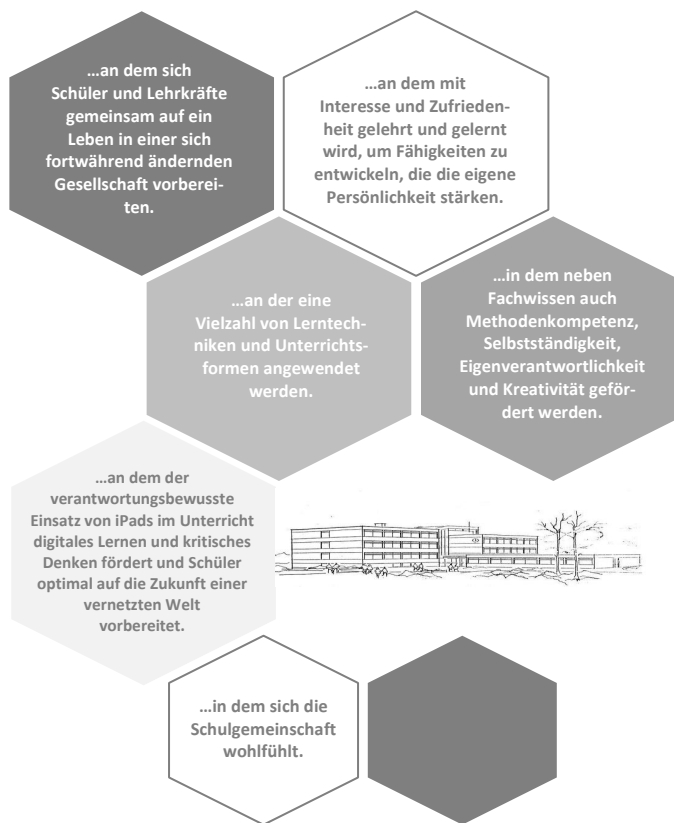 …an dem sich
Schüler und Lehrkräfte
gemeinsam auf ein
Leben in einer sich
fortwährend ändernden
Gesellschaft vorberei-
ten.
…an dem mit
Interesse und Zufrieden-
heit gelehrt und gelernt
wird, um Fähigkeiten zu
entwickeln, die die eigene
Persönlichkeit stärken.
…an der eine
Vielzahl von Lerntech-
niken und Unterrichts-
formen angewendet
werden.
…in dem neben
Fachwissen auch
Methodenkompetenz,
Selbstständigkeit,
Eigenverantwortlichkeit
und Kreativität geför-
dert werden.
…an dem der
verantwortungsbewusste
Einsatz von iPads im Unterricht
digitales Lernen und kritisches
Denken fördert und Schüler
optimal auf die Zukunft einer
vernetzten Welt
vorbereitet.
…in dem sich die
Schulgemeinschaft
wohlfühlt.